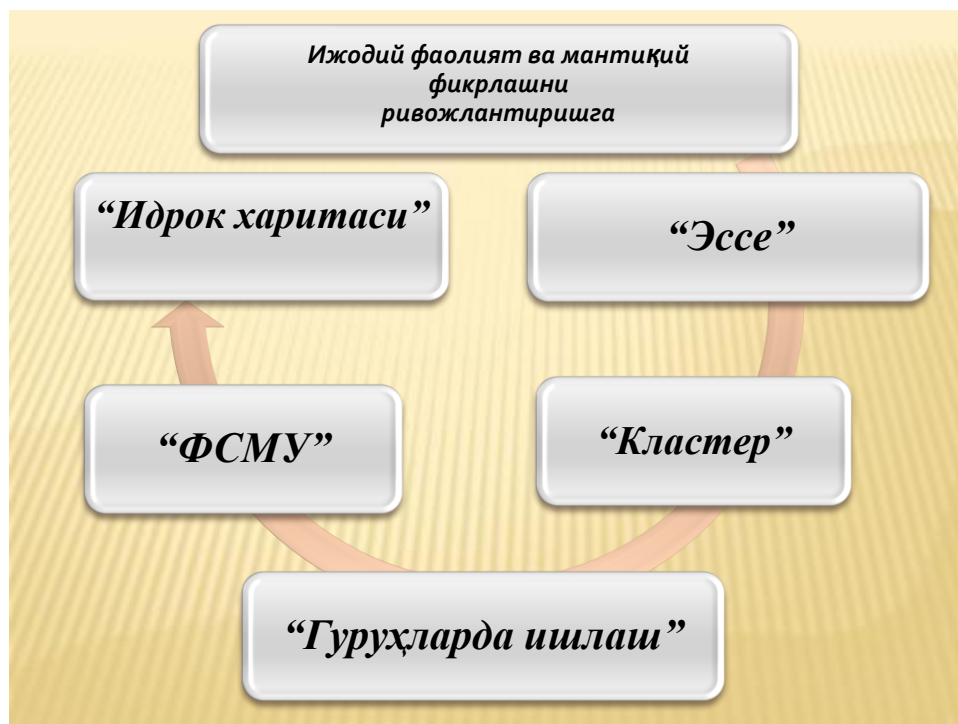 Ижодий фаолият ва мантиқий
фикрлашни
ривожлантиришга
“Идрок харитаси”
“Эссе”
“ФСМУ”
“Кластер”
“Гуруҳларда ишлаш”